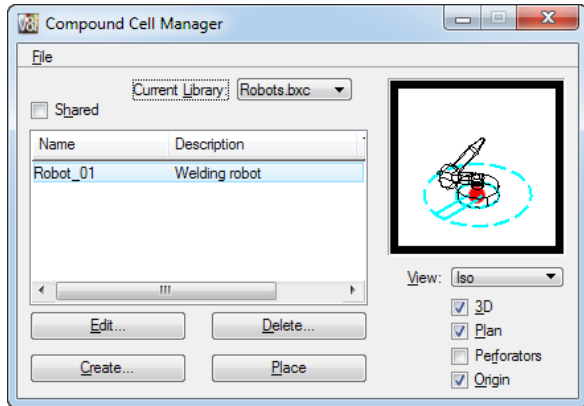 V8i Compound Cell Manager
File
Current Library: Robots.bxc
Shared
Name Description
Robot_01 Welding robot
View: Iso
3D
Edit... Delete...
Plan
Perforators
Create... Place
Origin